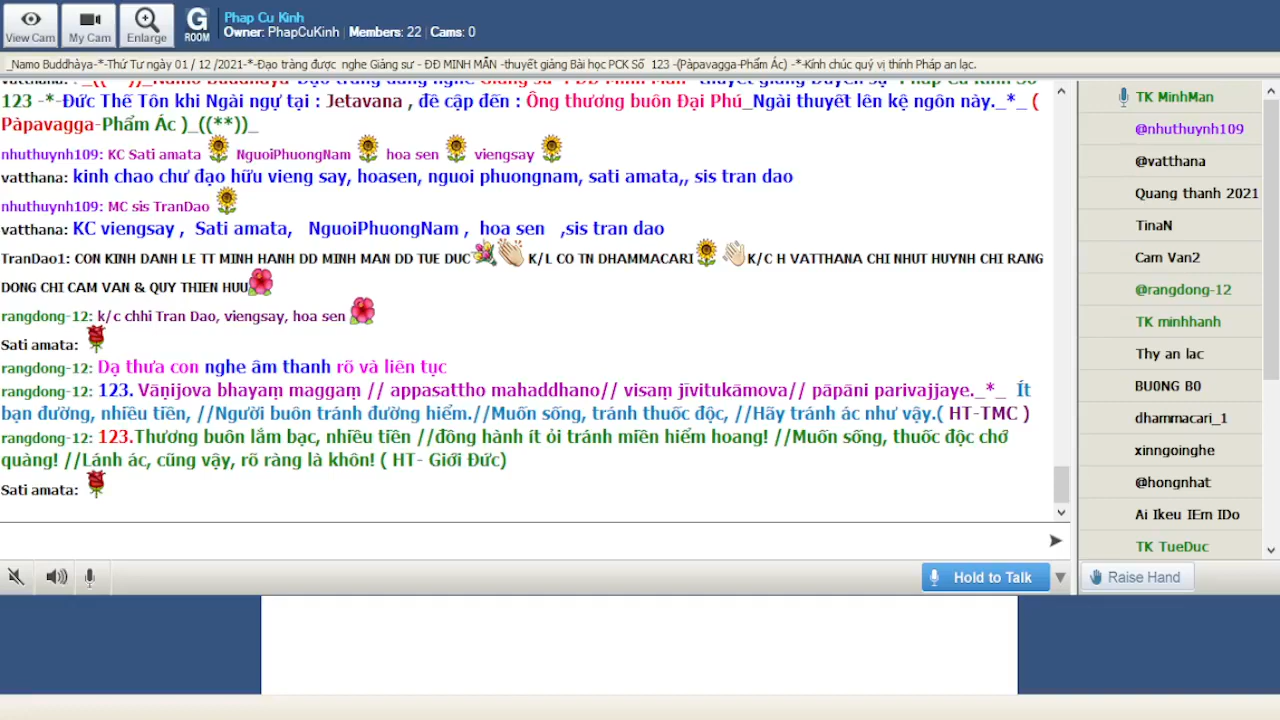 View Cam
My Cam
Enlarge
G
ROOM
Phap Cu Kinh
Owner: PhapCuKinh | Members: 22 | Cams: 0
_Namo Buddhàya-*-Thứ Tư ngày 01 / 12 /2021-*-Đạo tràng được nghe Giảng sư - ĐĐ MINH MẪN -thuyết giảng Bài học PCK Số 123 -(Pàpavagga-Phẩm Ác) -*-Kính chúc quý vị thính Pháp an lạc.
123 -*-Đức Thế Tôn khi Ngài ngự tại : Jetavana , đề cập đến : Ông thương buôn Đại Phú_Ngài thuyết lên kệ ngôn này._*_ (
Pàpavagga-Phẩm Ác )_((**))_
nhuthuynh109: KC Sati amata NguoiPhuongNam hoa sen viengsay
vatthana: kinh chao chư đạo hữu vieng say, hoasen, nguoi phuongnam, sati amata,, sis tran dao
nhuthuynh109: MC sis TranDao
vatthana: KC viengsay , Sati amata, NguoiPhuongNam , hoa sen ,sis tran dao
TranDao1: CON KINH DANH LE TT MINH HANH DD MINH MAN DD TUE DUC K/L CO TN DHAMMACARI K/C H VATTHANA CHI NHUT HUYNH CHI RANG
DONG CHI CAM VAN & QUY THIEN HUU
rangdong-12: k/c chhi Tran Dao, viengsay, hoa sen
Sati amata:
rangdong-12: Dạ thưa con nghe âm thanh rõ và liên tục
rangdong-12: 123. Vāṇijova bhayaṃ maggaṃ // appasattho mahaddhano// visaṃ jīvitukāmova// pāpāni parivajjaye._*_ Ít
bạn đường, nhiều tiền, //Người buôn tránh đường hiểm.//Muốn sống, tránh thuốc độc, //Hãy tránh ác như vậy.( HT-TMC )
rangdong-12: 123.Thương buôn lắm bạc, nhiều tiền //đồng hành ít ỏi tránh miền hiểm hoang! //Muốn sống, thuốc độc chớ
quàng! //Lánh ác, cũng vậy, rõ ràng là khôn! ( HT- Giới Đức)
Sati amata:
TK MinhMan
@nhuthuynh109
@vatthana
Quang thanh 2021
TinaN
Cam Van2
@rangdong-12
TK minhhanh
Thy an lac
BU0NG B0
dhammacari_1
xinngoinghe
@hongnhat
Ai Ikeu IEm IDo
TK TueDuc
Hold to Talk
Raise Hand